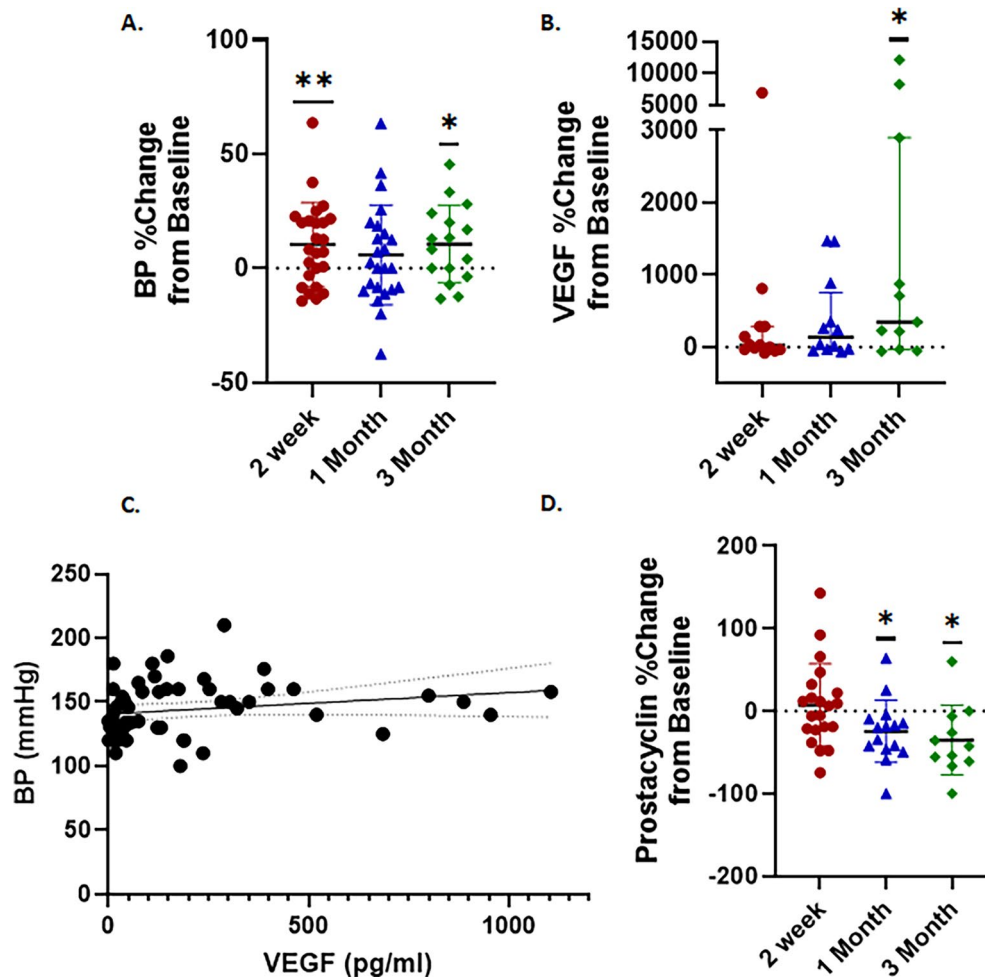 A.
BP %Change
from Baseline
100
50
0
-50
**
*
2 week
1 Month
3 Month
B.
VEGF %Change
from Baseline
15000
10000
5000
3000
2000
1000
0
*
2 week
1 Month
3 Month
C.
BP (mmHg)
250
200
150
100
50
0
0
500
1000
VEGF (pg/ml)
D.
Prostacyclin %Change
from Baseline
200
100
0
-100
-200
*
*
2 week
1 Month
3 Month